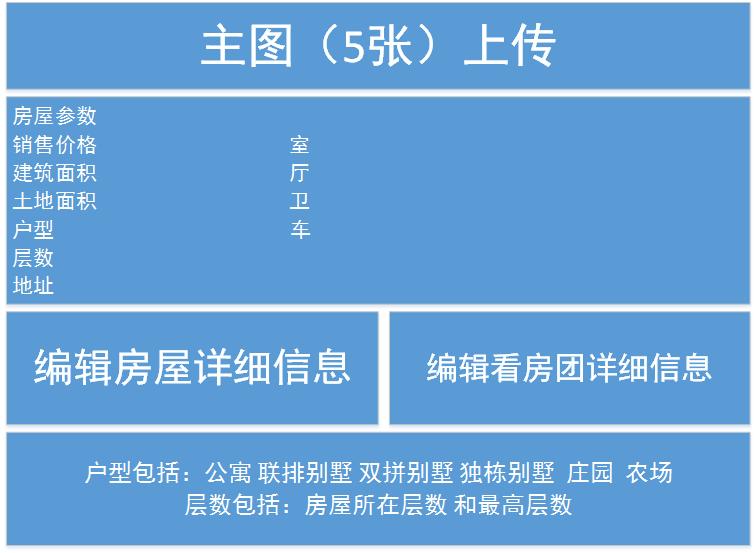 主图（5张）上传
房屋参数
销售价格 室
建筑面积 厅
土地面积 卫
户型 车
层数
地址
编辑房屋详细信息 编辑看房团详细信息
户型包括：公寓 联排别墅 双拼别墅 独栋别墅 庄园 农场
层数包括：房屋所在层数 和最高层数